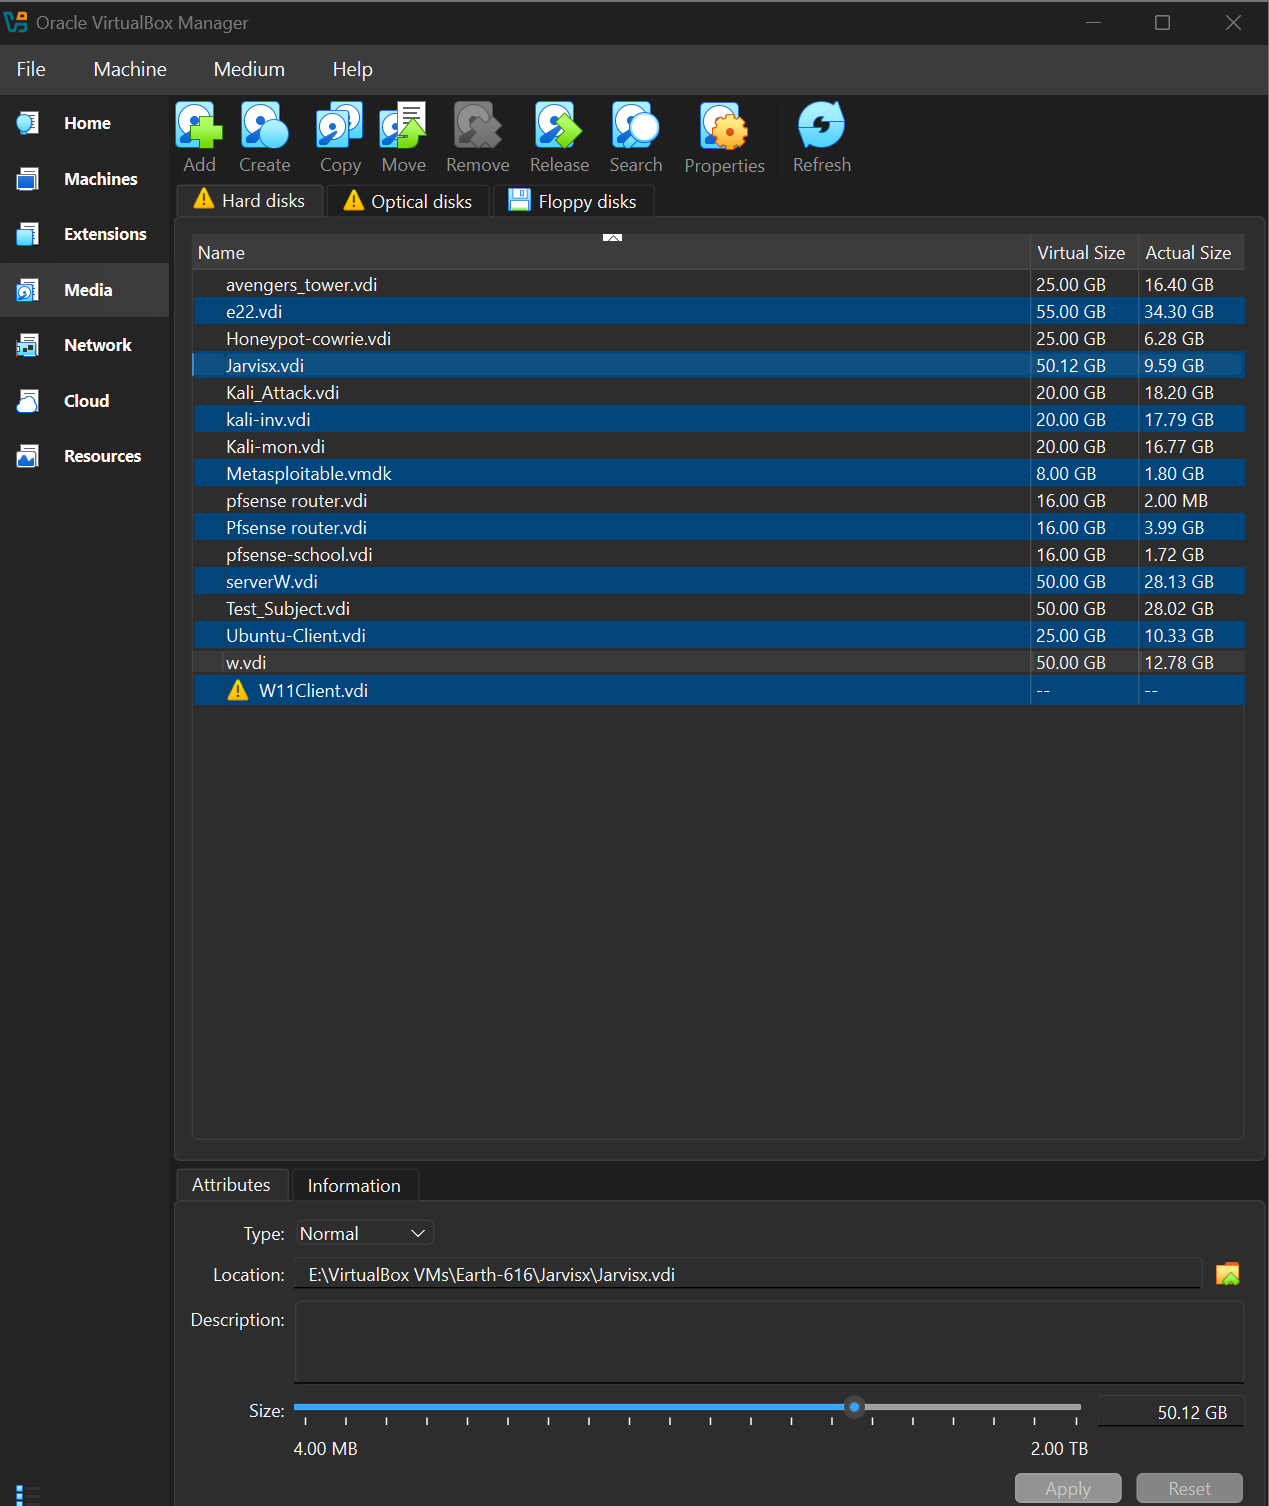 Oracle VirtualBox Manager
File Machine Medium Help
Home
Machines
Extensions
Media
Network
Cloud
Resources
Add Create Copy Move Remove Release Search Properties Refresh
Hard disks Optical disks Floppy disks
Name Virtual Size Actual Size
avengers_tower.vdi 25.00 GB 16.40 GB
e22.vdi 55.00 GB 34.30 GB
Honeypot-cowrie.vdi 25.00 GB 6.28 GB
Jarvisx.vdi 50.12 GB 9.59 GB
Kali_Attack.vdi 20.00 GB 18.20 GB
kali-inv.vdi 20.00 GB 17.79 GB
Kali-mon.vdi 20.00 GB 16.77 GB
Metasploitable.vmdk 8.00 GB 1.80 GB
pfsense router.vdi 16.00 GB 2.00 MB
Pfsense router.vdi 16.00 GB 3.99 GB
pfsense-school.vdi 16.00 GB 1.72 GB
serverW.vdi 50.00 GB 28.13 GB
Test_Subject.vdi 50.00 GB 28.02 GB
Ubuntu-Client.vdi 25.00 GB 10.33 GB
w.vdi 50.00 GB 12.78 GB
W11Client.vdi -- --
Attributes Information
Type: Normal
Location: E:\VirtualBox VMs\Earth-616\Jarvisx\Jarvisx.vdi
Description:
Size: 50.12 GB
4.00 MB 2.00 TB
Apply Reset